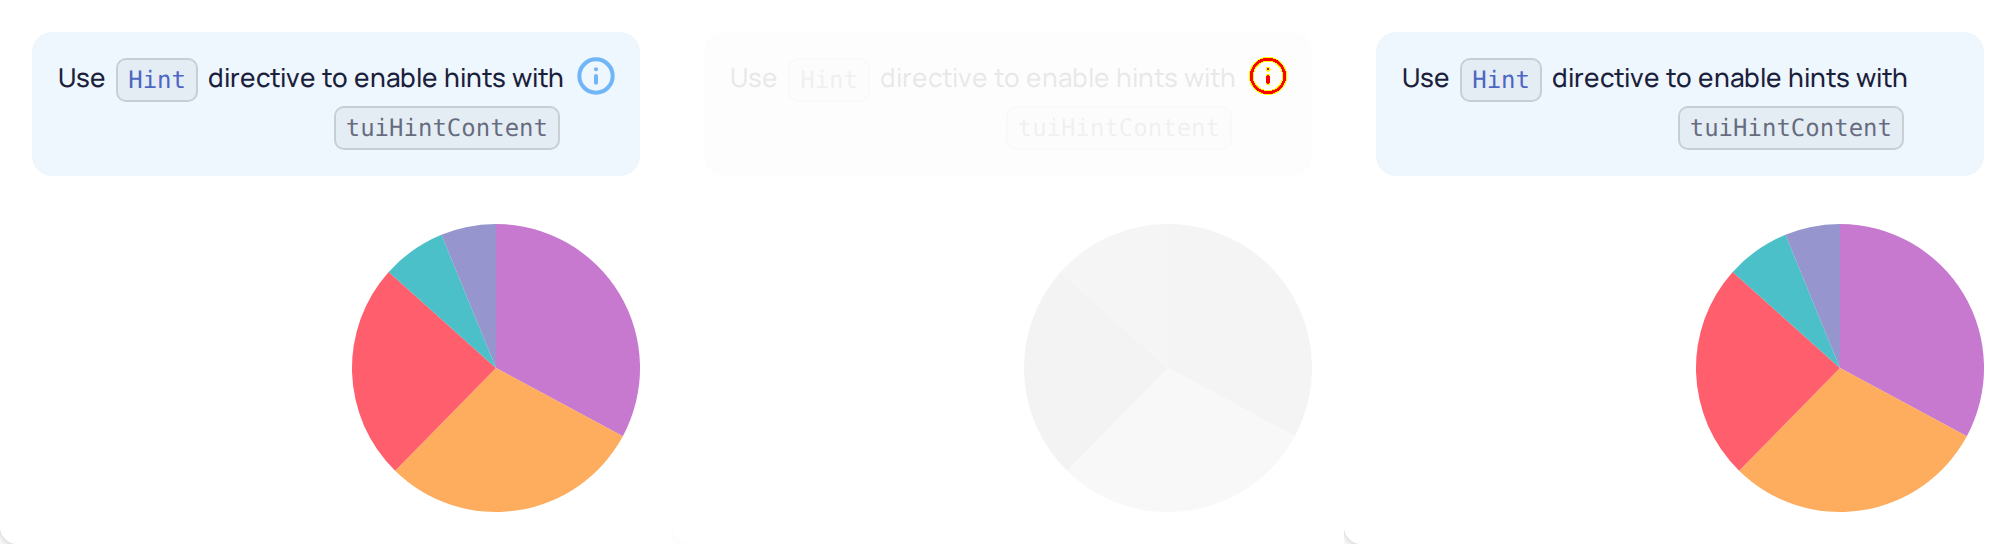 Use Hint directive to enable hints with
tuiHintContent
Use Hint directive to enable hints with
tuiHintContent
Use Hint directive to enable hints with
tuiHintContent